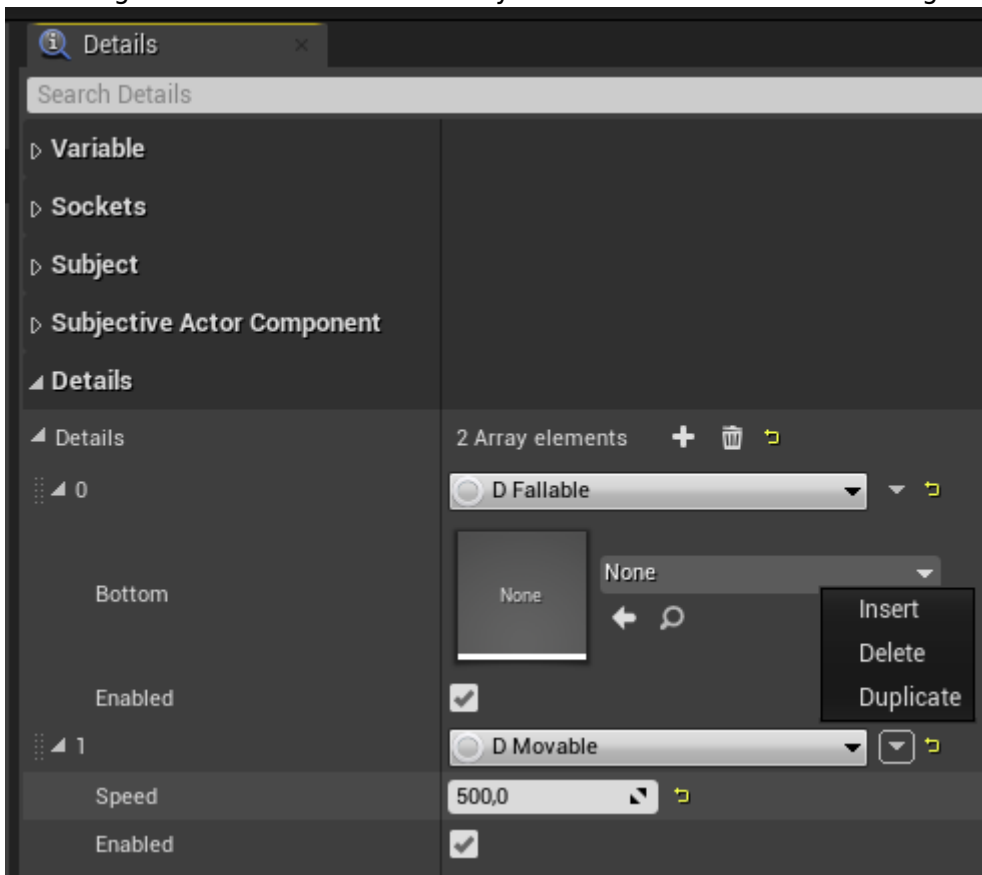 Details
Search Details
Variable
Sockets
Subject
Subjective Actor Component
Details
Details 2 Array elements
0 D Fallable
Bottom None None
Insert
Delete
Enabled Duplicate
1 D Movable
Speed 500,0
Enabled